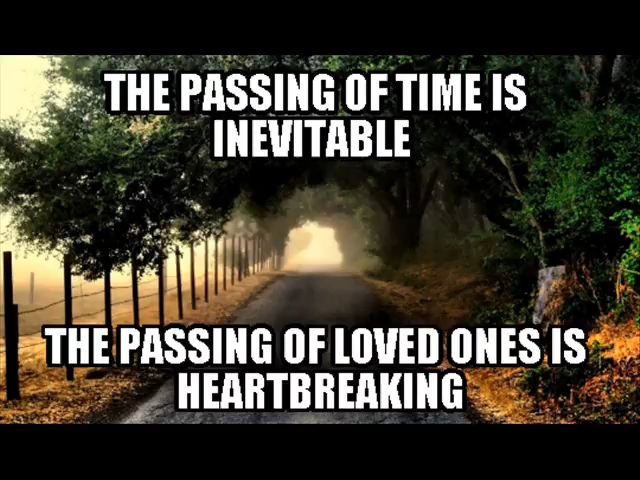 THE PASSING OF TIME IS
INEVITABLE
THE PASSING OF LOVED ONES IS
HEARTBREAKING